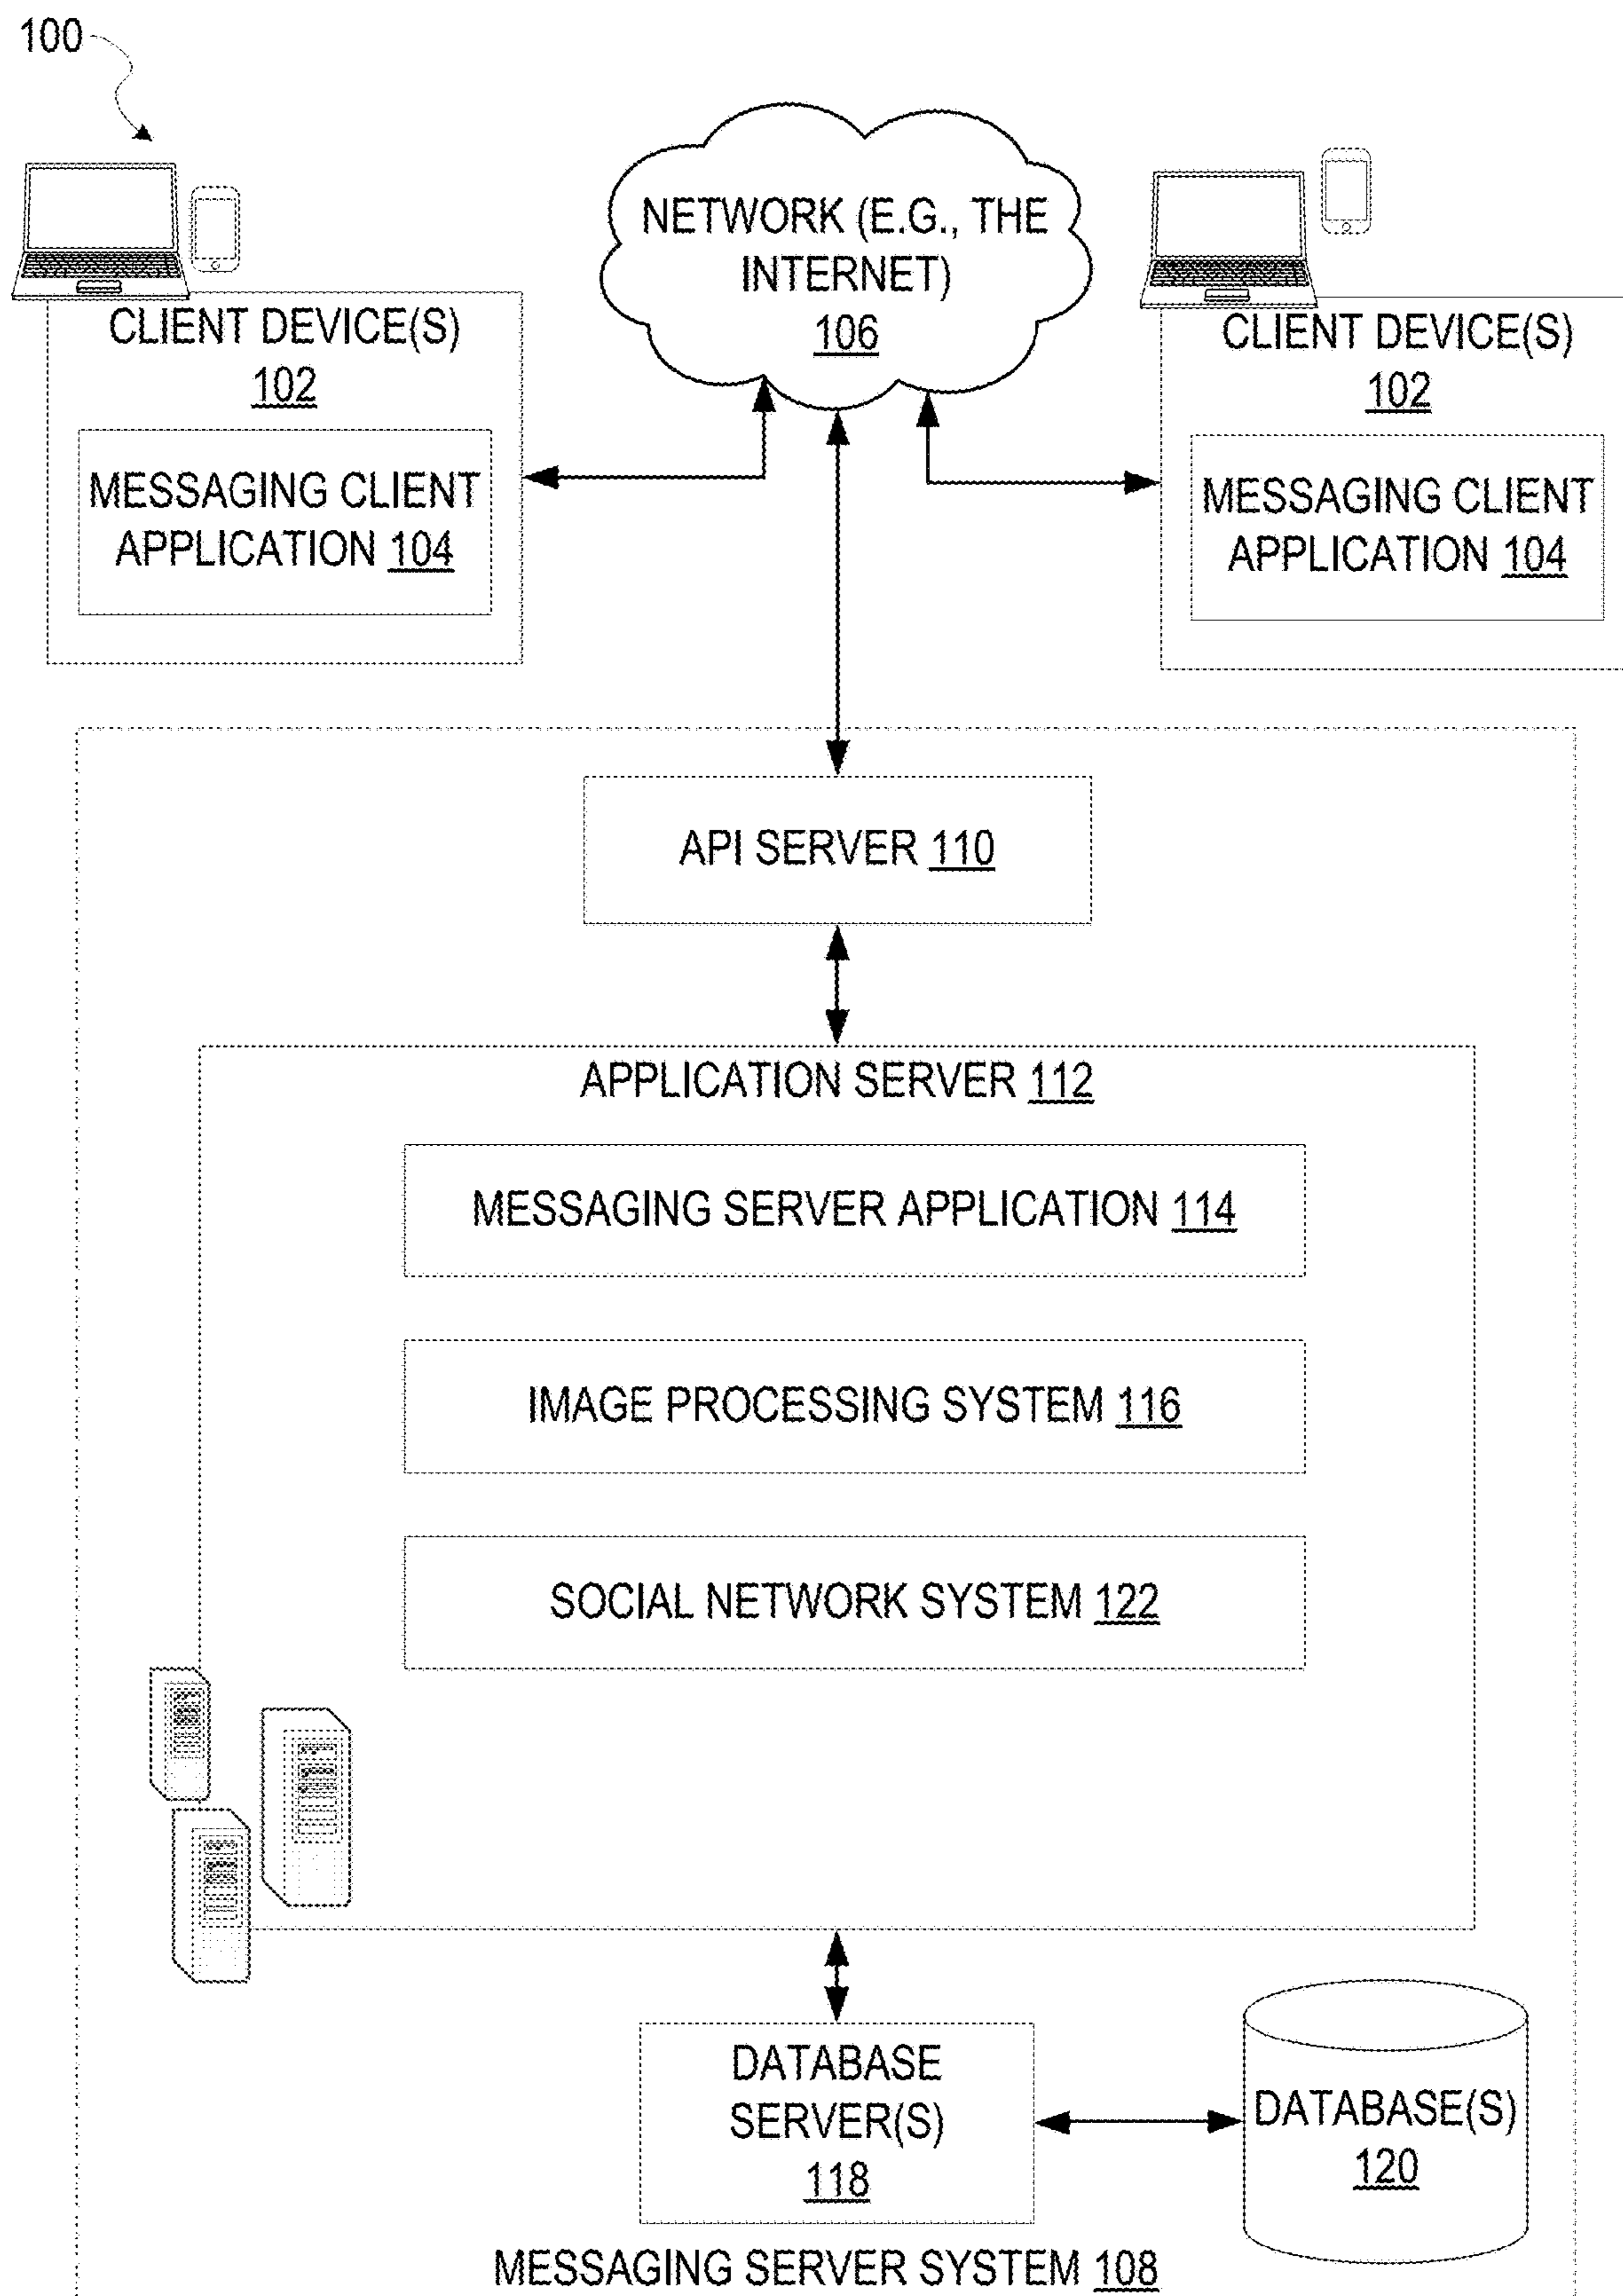 100
NETWORK (E.G., THE
INTERNET)
106
CLIENT DEVICE(S)
102
MESSAGING CLIENT
APPLICATION 104
CLIENT DEVICE(S)
102
MESSAGING CLIENT
APPLICATION 104
API SERVER 110
APPLICATION SERVER 112
MESSAGING SERVER APPLICATION 114
IMAGE PROCESSING SYSTEM 116
SOCIAL NETWORK SYSTEM 122
DATABASE
SERVER(S)
118
DATABASE(S)
120
MESSAGING SERVER SYSTEM 108